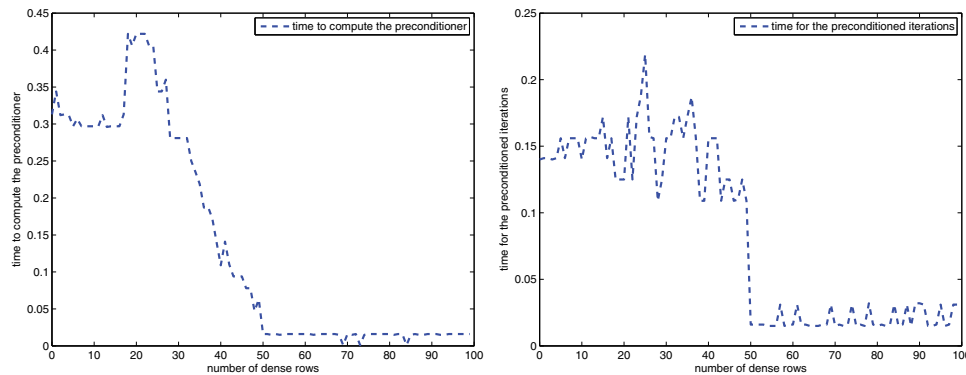 time to compute the preconditioner
0.45
0.4
0.35
0.3
0.25
0.2
0.15
0.1
0.05
0
time to compute the preconditioner
0 10 20 30 40 50 60 70 80 90 100
number of dense rows
time for the preconditioned iterations
0.25
0.2
0.15
0.1
0.05
0
time for the preconditioned iterations
0 10 20 30 40 50 60 70 80 90 100
number of dense rows